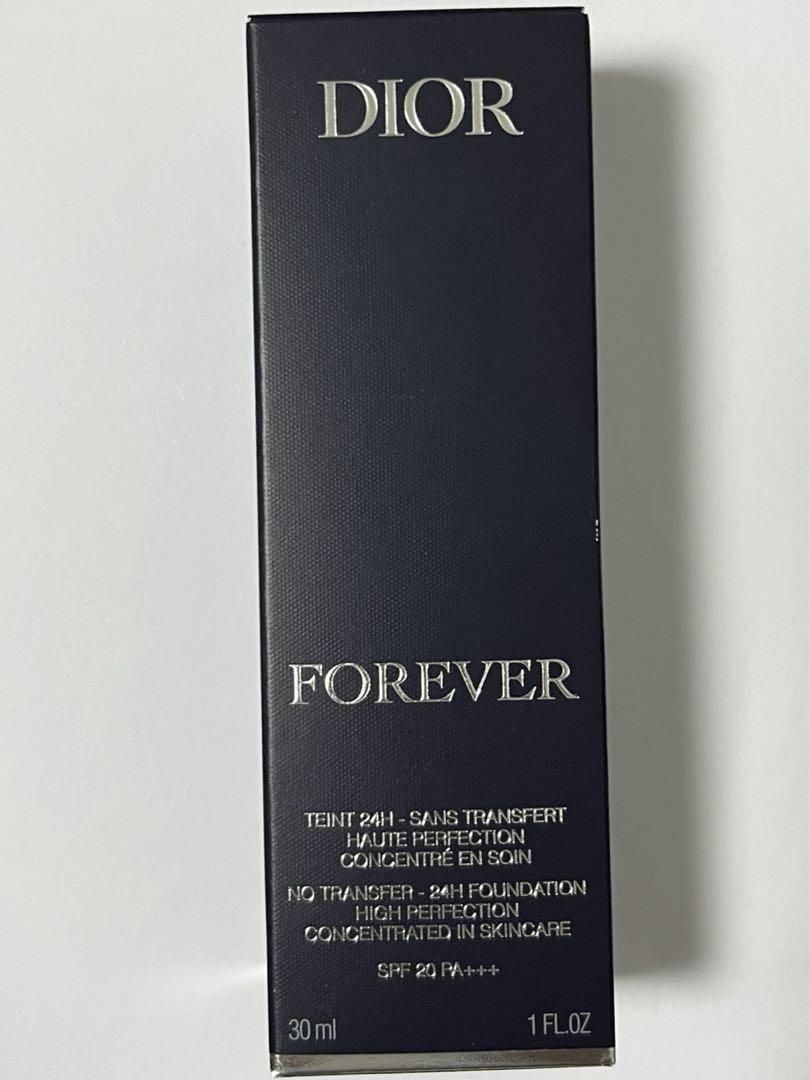 DIOR
FOREVER
TEINT 24H - SANS TRANSFERT
HAUTE PERFECTION
CONCENTRÉ EN SOIN
NO TRANSFER - 24H FOUNDATION
HIGH PERFECTION
CONCENTRATED IN SKINCARE
SPF 20 PA+++
30 ml 1 FL.OZ